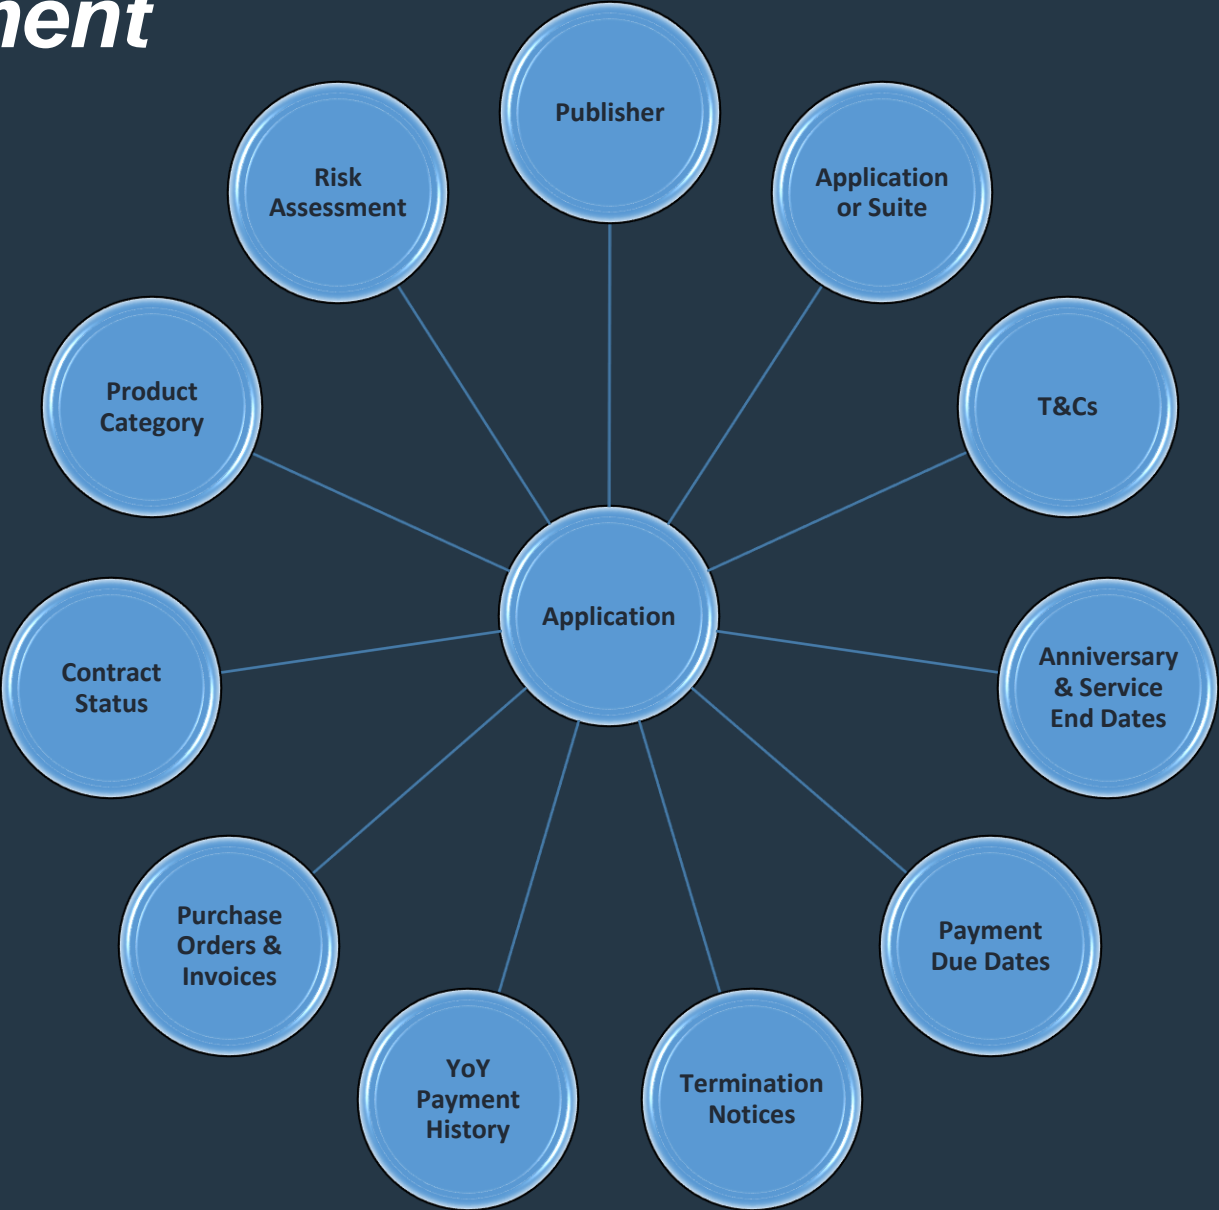 ment
Publisher
Application
or Suite
T&Cs
Anniversary
& Service
End Dates
Payment
Due Dates
Termination
Notices
YoY
Payment
History
Purchase
Orders &
Invoices
Contract
Status
Product
Category
Risk
Assessment
Application